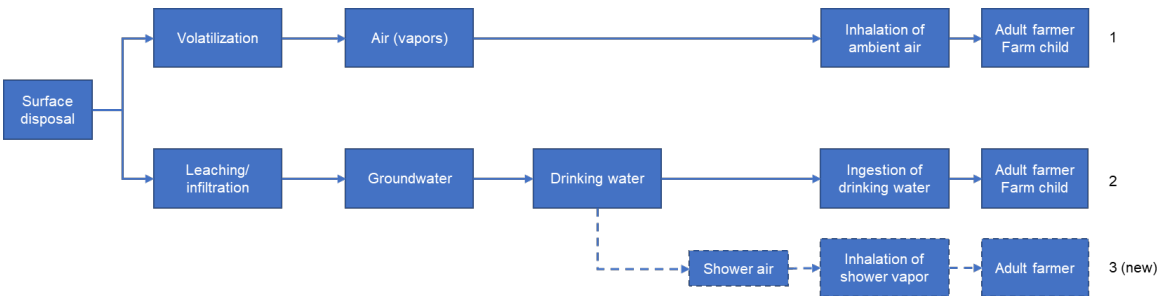 Volatilization
Air (vapors)
Inhalation of
ambient air
Adult farmer
Farm child
1
Surface
disposal
Leaching/
infiltration
Groundwater
Drinking water
Ingestion of
drinking water
Adult farmer
Farm child
2
Shower air
Inhalation of
shower vapor
Adult farmer
3 (new)